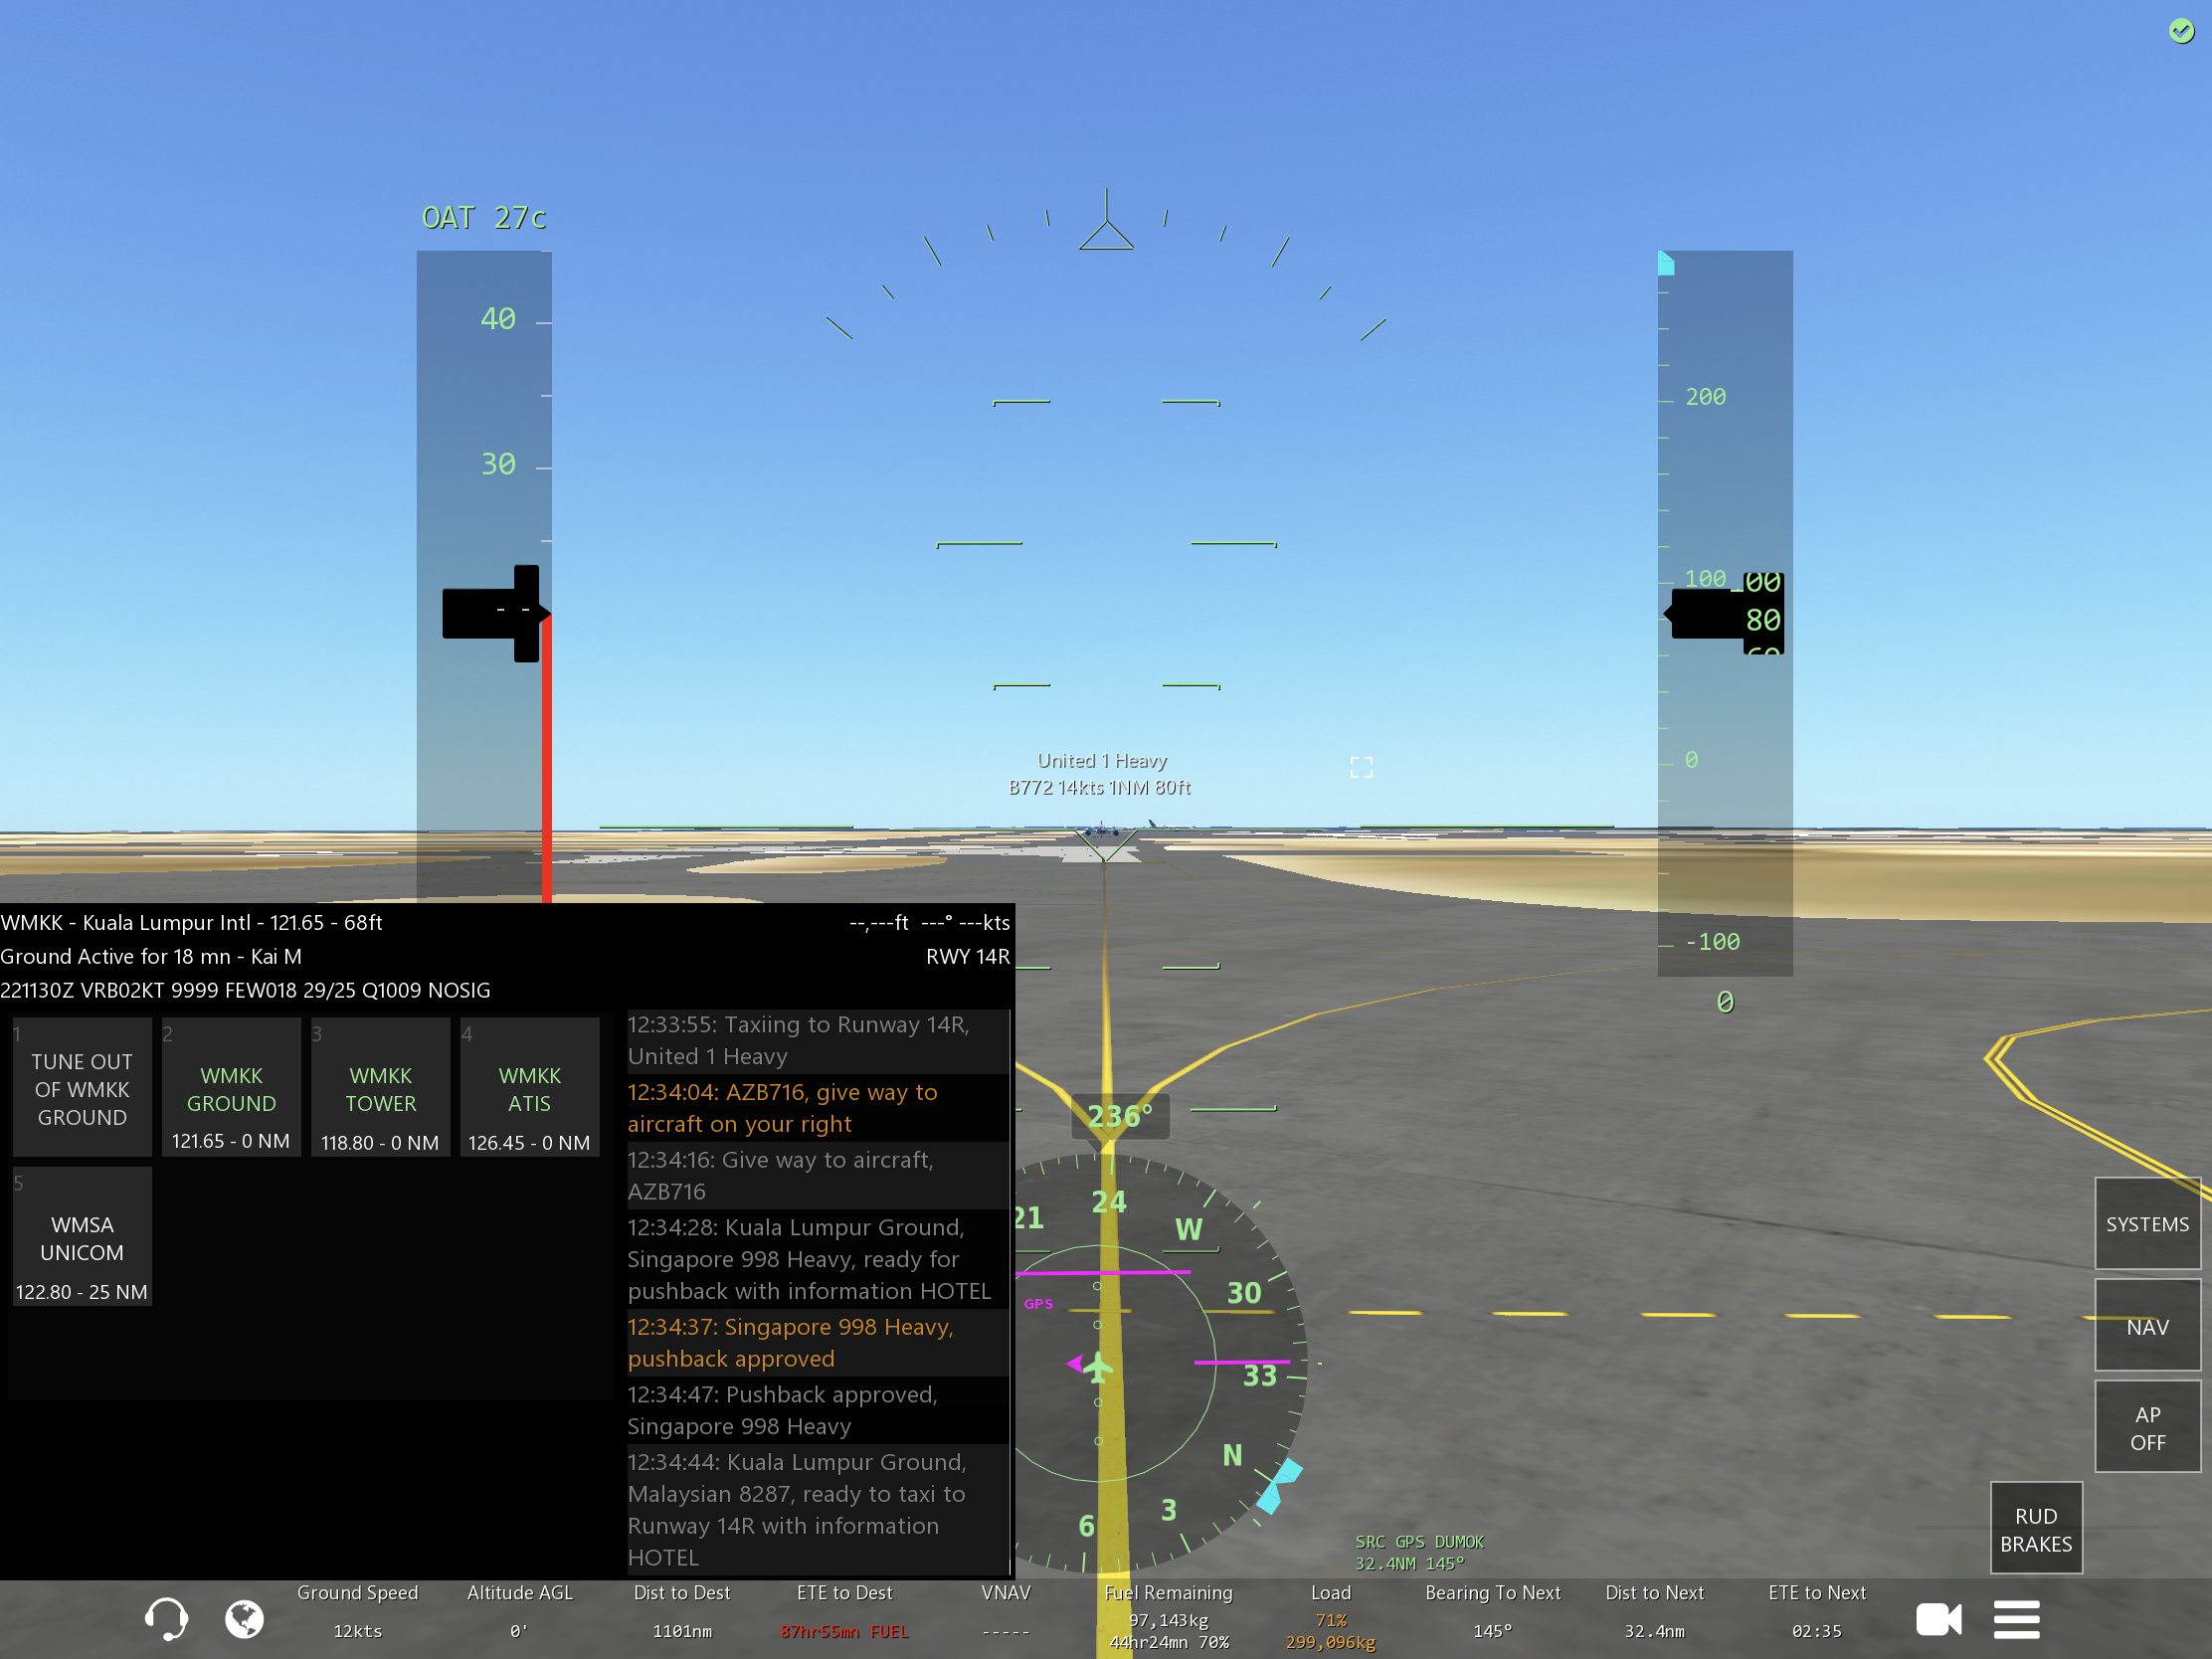 OAT 27c
40
30
- -
200
100
00
80
60
0
-100
0
United 1 Heavy
B772 14kts 1NM 80ft
WMKK - Kuala Lumpur Intl - 121.65 - 68ft
--,---ft ---° ---kts
Ground Active for 18 mn - Kai M
RWY 14R
221130Z VRB02KT 9999 FEW018 29/25 Q1009 NOSIG
1
TUNE OUT
OF WMKK
GROUND
2
WMKK
GROUND
121.65 - 0 NM
3
WMKK
TOWER
118.80 - 0 NM
4
WMKK
ATIS
126.45 - 0 NM
5
WMSA
UNICOM
122.80 - 25 NM
12:33:55: Taxiing to Runway 14R,
United 1 Heavy
12:34:04: AZB716, give way to
aircraft on your right
12:34:16: Give way to aircraft,
AZB716
12:34:28: Kuala Lumpur Ground,
Singapore 998 Heavy, ready for
pushback with information HOTEL
12:34:37: Singapore 998 Heavy,
pushback approved
12:34:47: Pushback approved,
Singapore 998 Heavy
12:34:44: Kuala Lumpur Ground,
Malaysian 8287, ready to taxi to
Runway 14R with information
HOTEL
236°
21
24
W
30
33
N
3
6
GPS
SRC GPS DUMOK
32.4NM 145°
SYSTEMS
NAV
AP
OFF
RUD
BRAKES
Ground Speed
12kts
Altitude AGL
0'
Dist to Dest
1101nm
ETE to Dest
87hr55mn FUEL
VNAV
-----
Fuel Remaining
97,143kg
44hr24mn 70%
Load
71%
299,096kg
Bearing To Next
145°
Dist to Next
32.4nm
ETE to Next
02:35